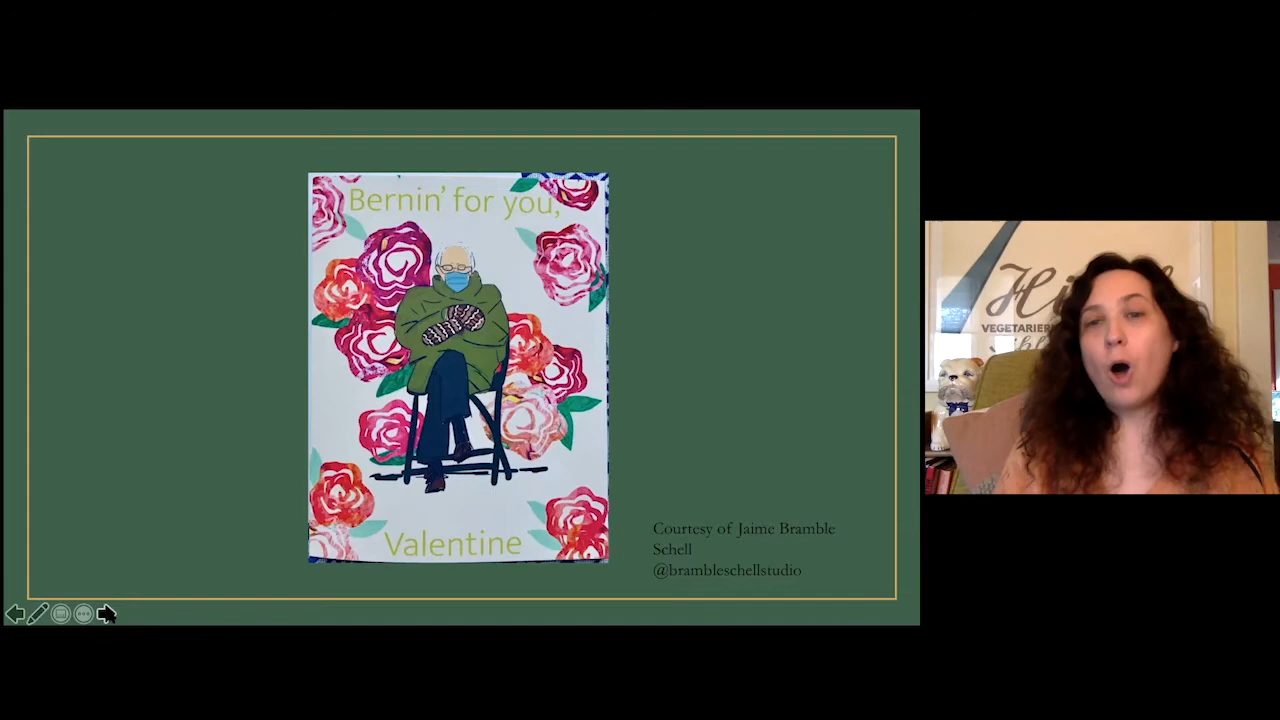 Bernin' for you,
Valentine
Courtesy of Jaime Bramble
Schell
@brambleschellstudio
VEGETARIER